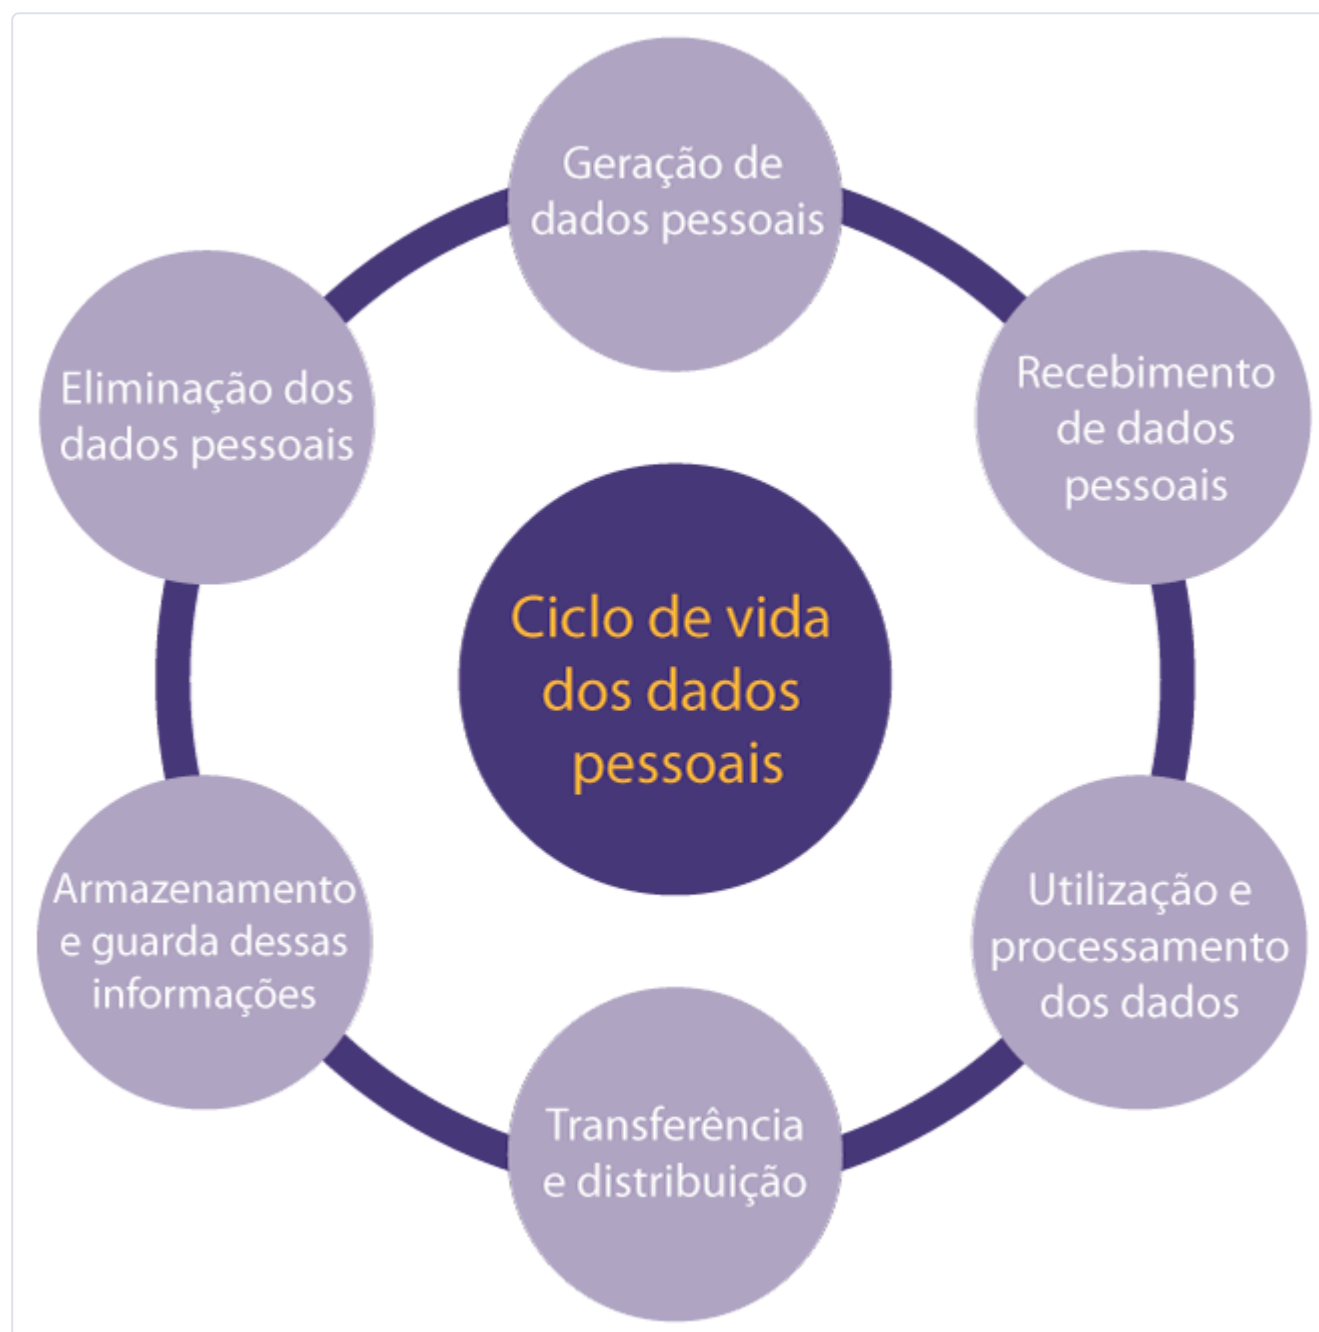 Geração de
dados pessoais
Recebimento
de dados
pessoais
Utilização e
processamento
dos dados
Transferência
e distribuição
Armazenamento
e guarda dessas
informações
Eliminação dos
dados pessoais
Ciclo de vida
dos dados
pessoais